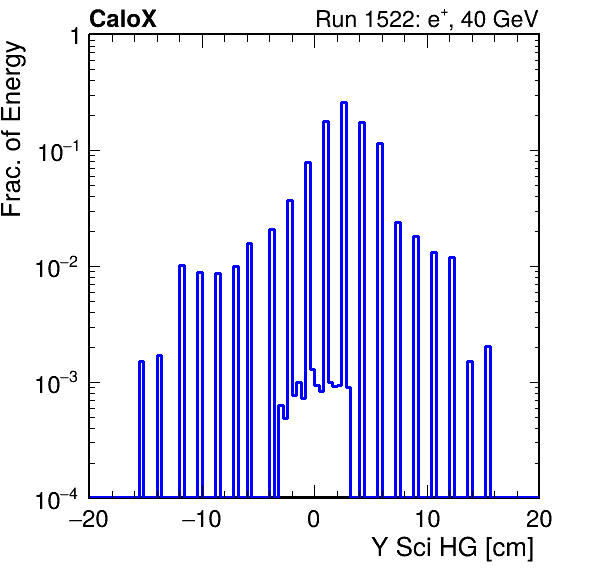 CaloX Run 1522: e⁺, 40 GeV
Frac. of Energy
1
10⁻¹
10⁻²
10⁻³
10⁻⁴
−20 −10 0 10 20
Y Sci HG [cm]